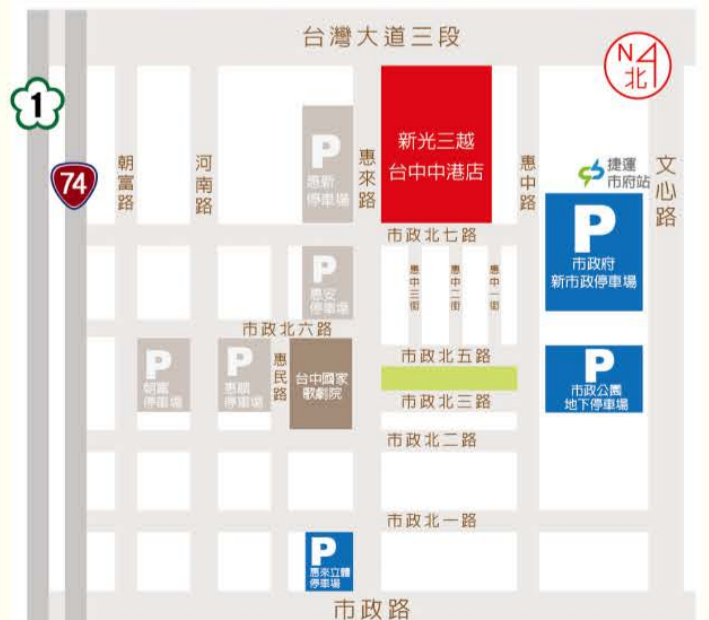 台灣大道三段
N
北
1
74
朝富路
河南路
P
惠新
停車場
惠來路
新光三越
台中中港店
惠中路
捷運
市府站
文心路
市政北七路
P
市政府
新市政停車場
P
惠安
停車場
惠中三街
惠中二街
惠中一街
市政北六路
市政北五路
P
朝富
停車場
P
惠順
停車場
惠民路
台中國家
歌劇院
市政北三路
P
市政公園
地下停車場
市政北二路
市政北一路
P
惠來立體
停車場
市政路